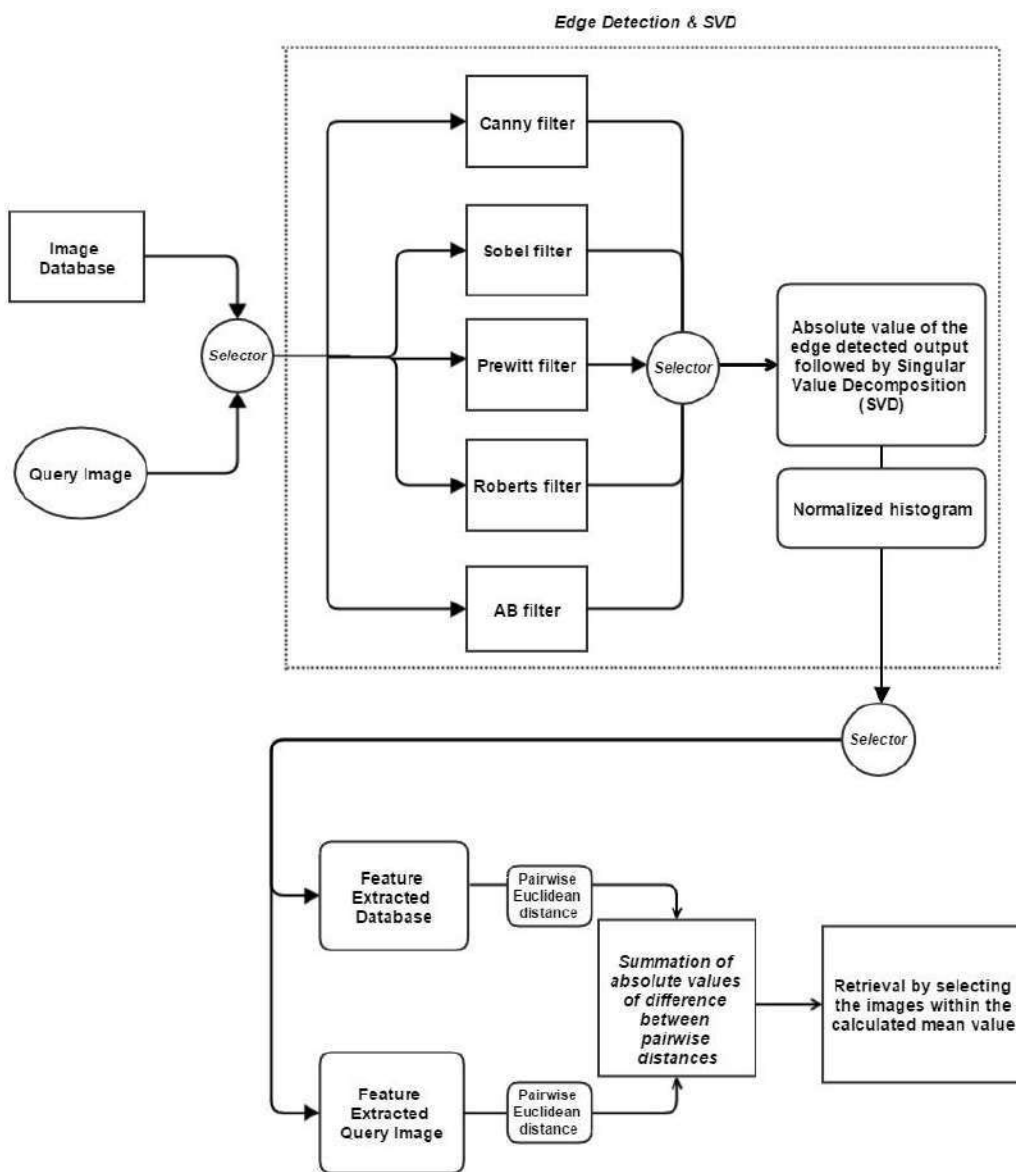 Edge Detection & SVD
Canny filter
Image
Database
Sobel filter
Selector
Prewitt filter
Selector
Absolute value of the
edge detected output
followed by Singular
Value Decomposition
(SVD)
Query Image
Roberts filter
Normalized histogram
AB filter
Selector
Feature
Extracted
Database
Pairwise
Euclidean
distance
Summation of
absolute values
of difference
between
pairwise
distances
Retrieval by selecting
the images within the
calculated mean value
Feature
Extracted
Query Image
Pairwise
Euclidean
distance